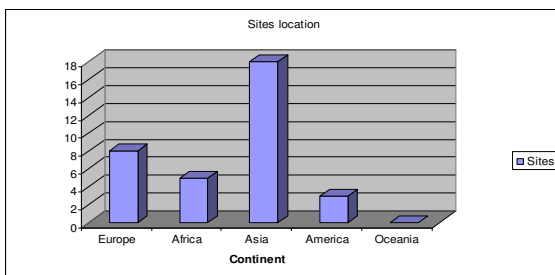 Sites location
18
16
14
12
10
8
6
4
2
0
Europe Africa Asia America Oceania
Continent
Sites